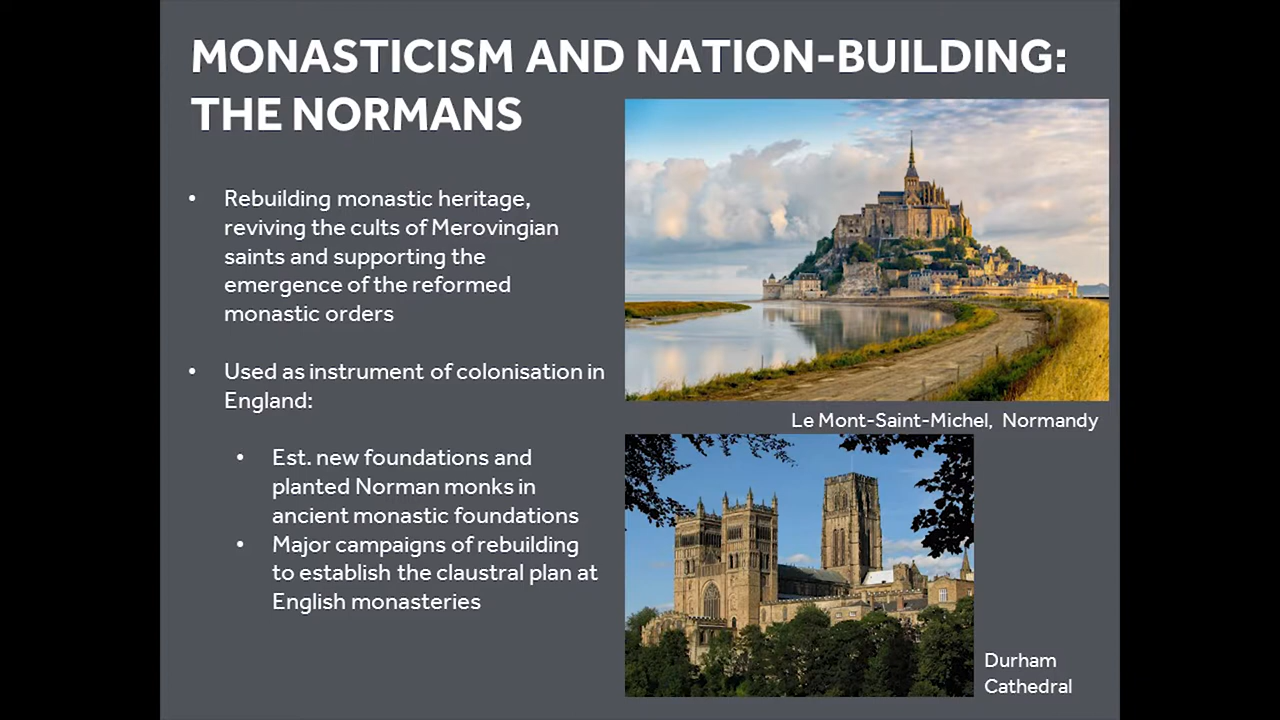 MONASTICISM AND NATION-BUILDING:
THE NORMANS
• Rebuilding monastic heritage,
reviving the cults of Merovingian
saints and supporting the
emergence of the reformed
monastic orders
• Used as instrument of colonisation in
England:
• Est. new foundations and
planted Norman monks in
ancient monastic foundations
• Major campaigns of rebuilding
to establish the claustral plan at
English monasteries
Le Mont-Saint-Michel, Normandy
Durham
Cathedral